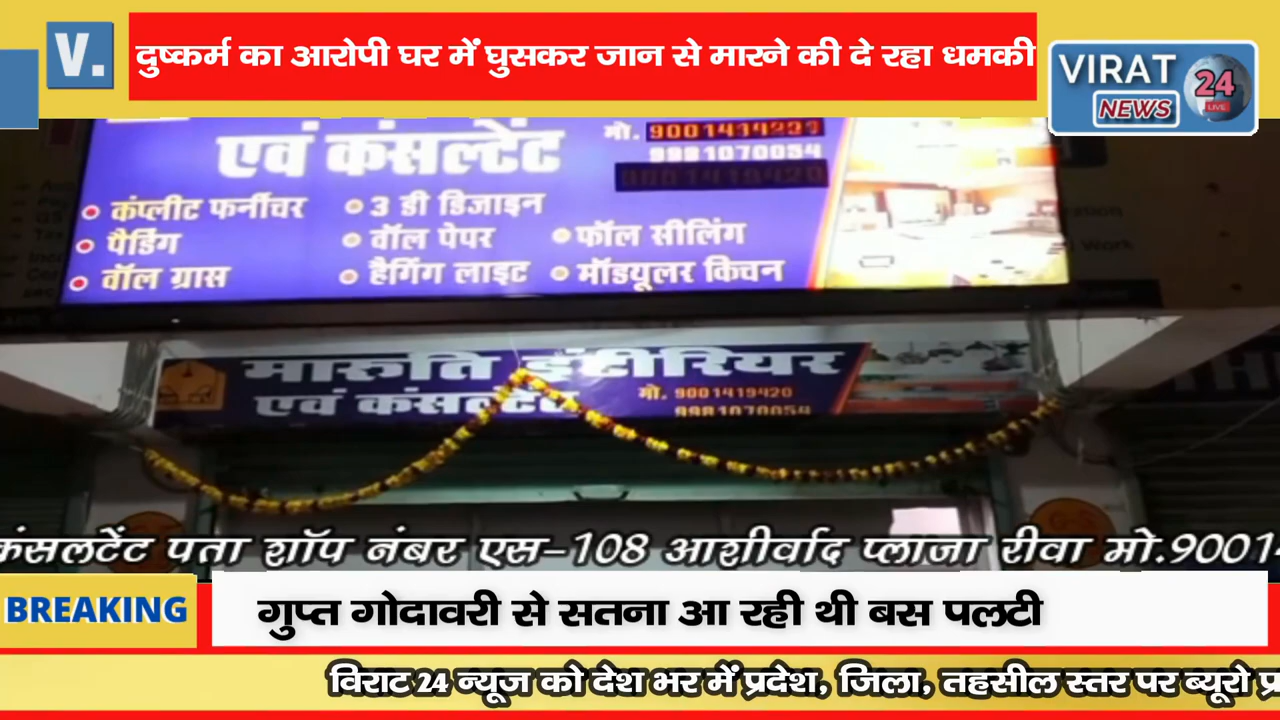 V.
दुष्कर्म का आरोपी घर में घुसकर जान से मारने की दे रहा धमकी
VIRAT
24
NEWS
LIVE
एवं कंसल्टेंट
मो.
9981070054
कंप्लीट फर्नीचर
3 डी डिजाइन
पैडिंग
वॉल पेपर
फॉल सीलिंग
वॉल ग्रास
हैगिंग लाइट
मॉडयूलर किचन
मारूति इंटीरियर
एवं कंसल्टेंट
मो. 9001419420
9981070054
कंसलटेंट पता शॉप नंबर एस-108 आशीर्वाद प्लाजा रीवा मो.9001
BREAKING
गुप्त गोदावरी से सतना आ रही थी बस पलटी
विराट 24 न्यूज को देश भर में प्रदेश, जिला, तहसील स्तर पर ब्यूरो प्र